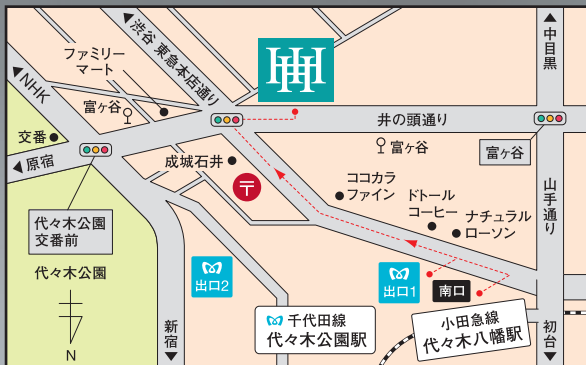 渋谷 東急本店通り
中目黒
ファミリー
マート
HH
NHK
富ヶ谷
井の頭通り
交番
富ヶ谷
富ヶ谷
原宿
成城石井
〒
ココカラ
ファイン
ドトール
コーヒー
ナチュラル
ローソン
山手通り
代々木公園
交番前
代々木公園
出口2
出口1
南口
千代田線
代々木公園駅
小田急線
代々木八幡駅
N
新宿
初台